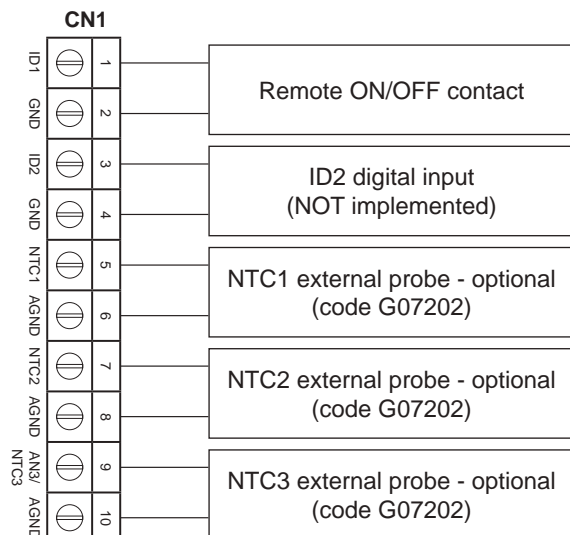 CN1
ID1
1
Remote ON/OFF contact
GND
2
ID2
3
ID2 digital input
(NOT implemented)
GND
4
NTC1
5
NTC1 external probe - optional
(code G07202)
AGND
6
NTC2
7
NTC2 external probe - optional
(code G07202)
AGND
8
AN3/
NTC3
9
NTC3 external probe - optional
(code G07202)
AGND
10